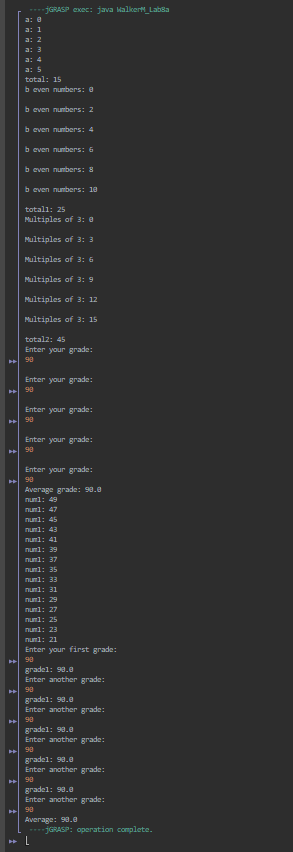 ----jGRASP exec: java WalkerM_Lab8a
a: 0
a: 1
a: 2
a: 3
a: 4
a: 5
total: 15
b even numbers: 0
b even numbers: 2
b even numbers: 4
b even numbers: 6
b even numbers: 8
b even numbers: 10
total1: 25
Multiples of 3: 0
Multiples of 3: 3
Multiples of 3: 6
Multiples of 3: 9
Multiples of 3: 12
Multiples of 3: 15
total2: 45
Enter your grade:
90
Enter your grade:
90
Enter your grade:
90
Enter your grade:
90
Enter your grade:
90
Average grade: 90.0
num1: 49
num1: 47
num1: 45
num1: 43
num1: 41
num1: 39
num1: 37
num1: 35
num1: 33
num1: 31
num1: 29
num1: 27
num1: 25
num1: 23
num1: 21
Enter your first grade:
90
grade1: 90.0
Enter another grade:
90
grade1: 90.0
Enter another grade:
90
grade1: 90.0
Enter another grade:
90
grade1: 90.0
Enter another grade:
90
grade1: 90.0
Enter another grade:
90
Average: 90.0
----jGRASP: operation complete.